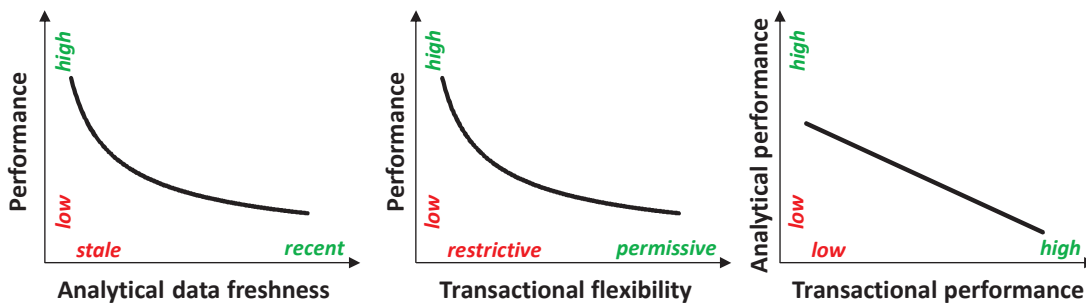 Performance
high
low
stale
recent
Analytical data freshness
Performance
high
low
restrictive
permissive
Transactional flexibility
Analytical performance
high
low
low
high
Transactional performance